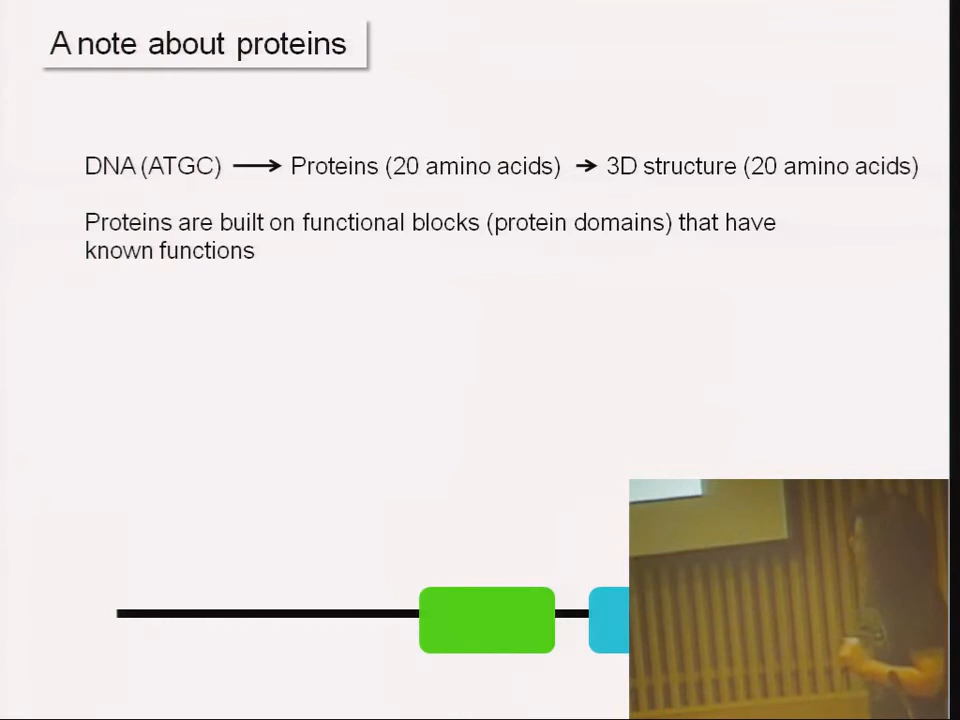 A note about proteins
DNA (ATGC) → Proteins (20 amino acids) → 3D structure (20 amino acids)
Proteins are built on functional blocks (protein domains) that have
known functions